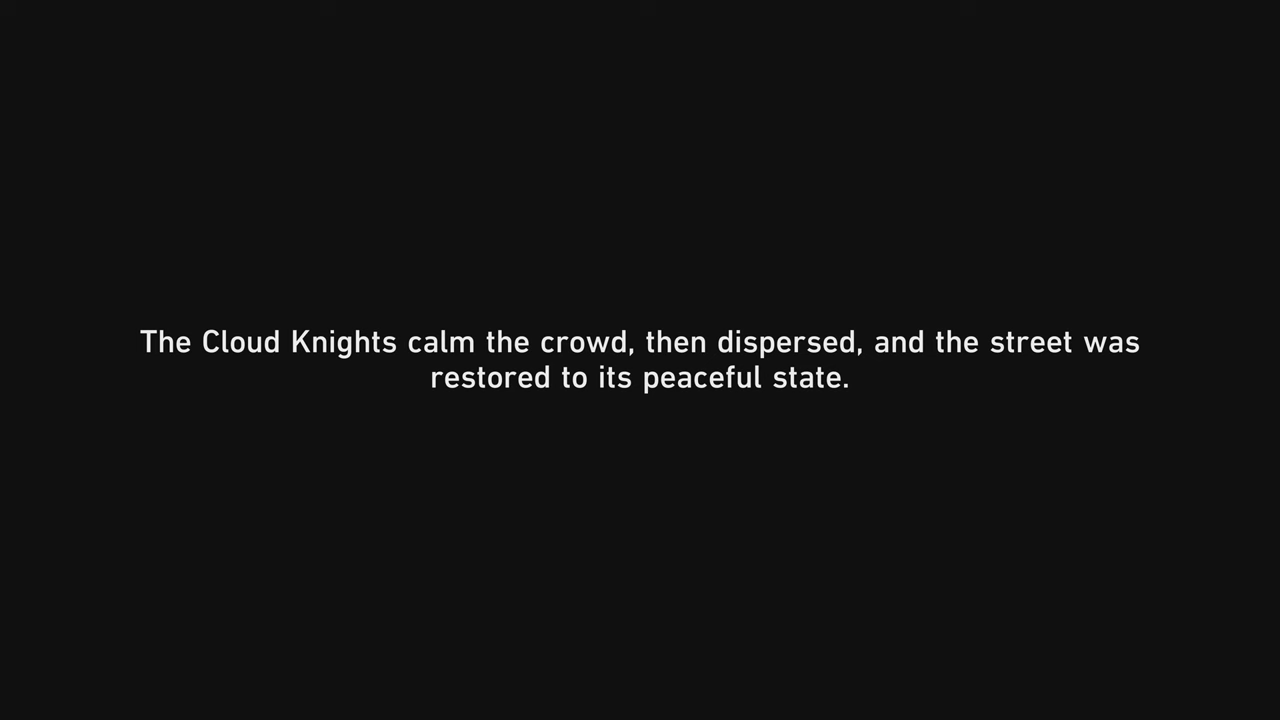 The Cloud Knights calm the crowd, then dispersed, and the street was
restored to its peaceful state.